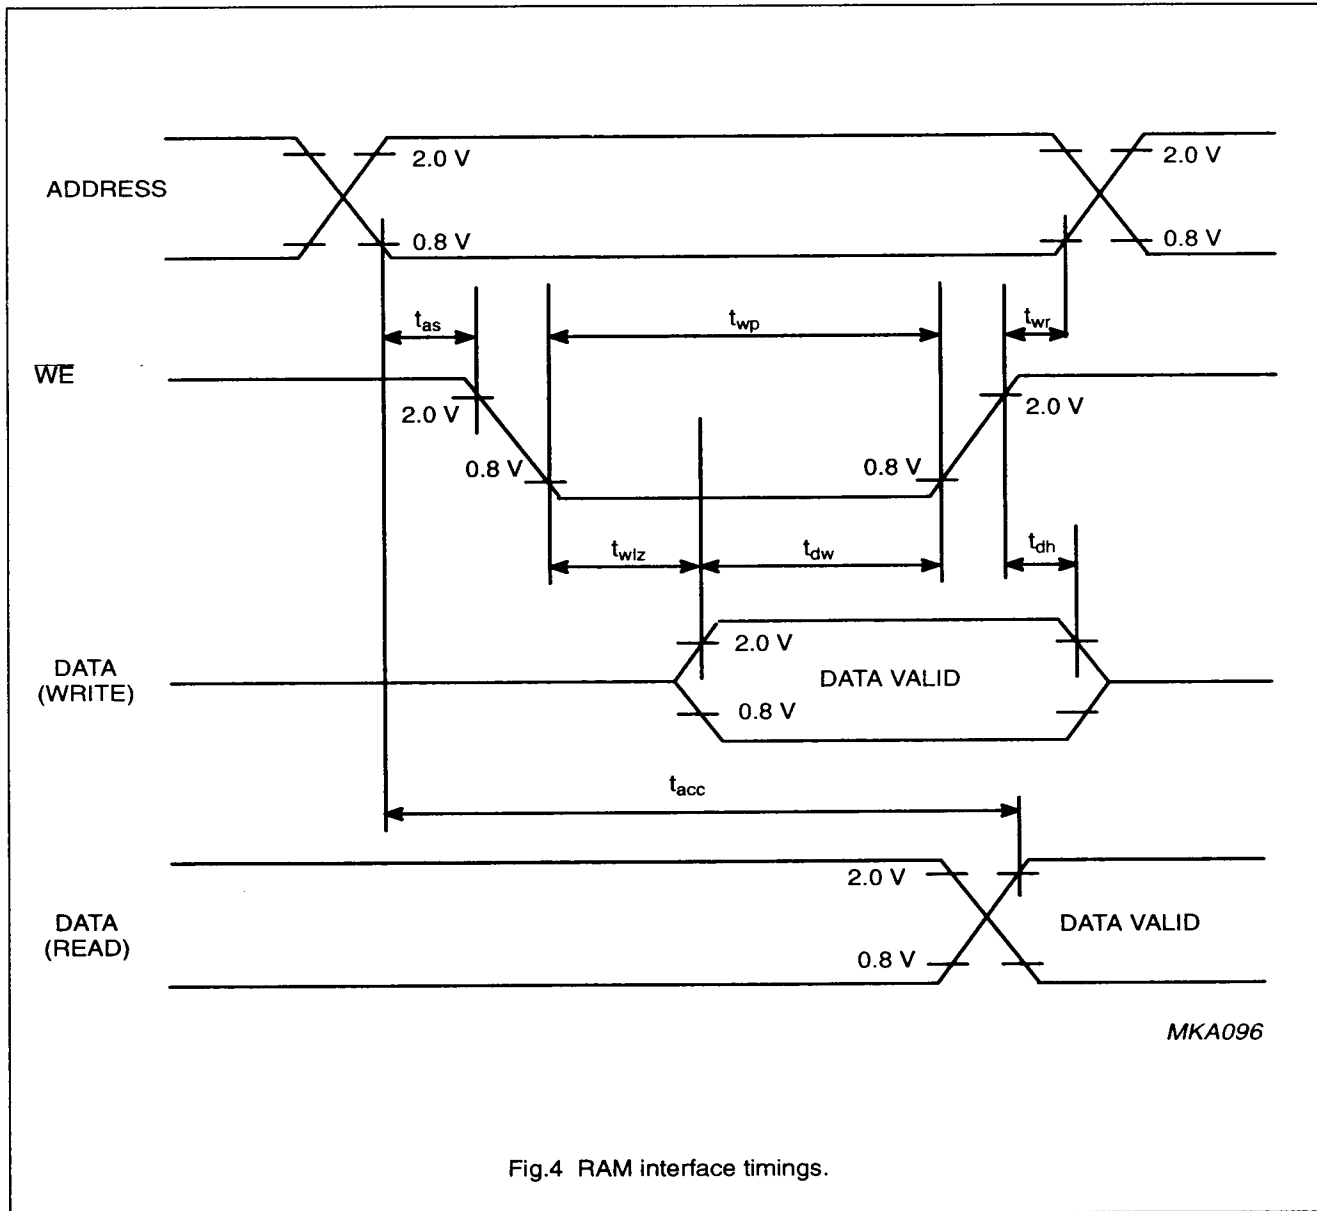 ADDRESS
2.0 V
2.0 V
0.8 V
0.8 V
tas
twp
twr
WE
2.0 V
2.0 V
0.8 V
0.8 V
twlz
tdw
tdh
DATA
(WRITE)
2.0 V
DATA VALID
0.8 V
tacc
DATA
(READ)
2.0 V
DATA VALID
0.8 V
MKA096
Fig.4 RAM interface timings.